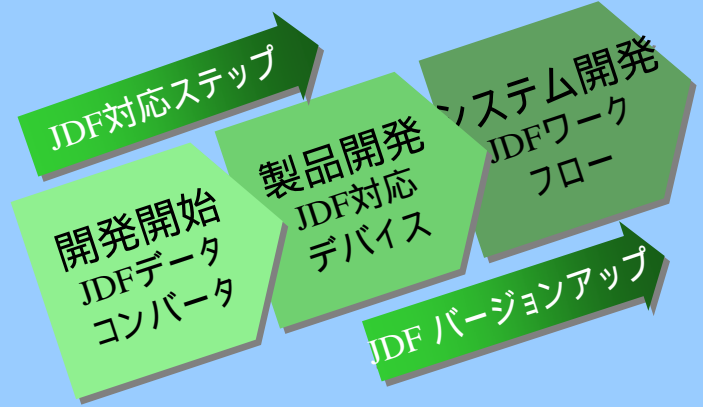 JDF対応ステップ
開発開始
JDFデータ
コンバータ
製品開発
JDF対応
デバイス
ンステム開発
JDFワーク
フロー
JDF バージョンアップ